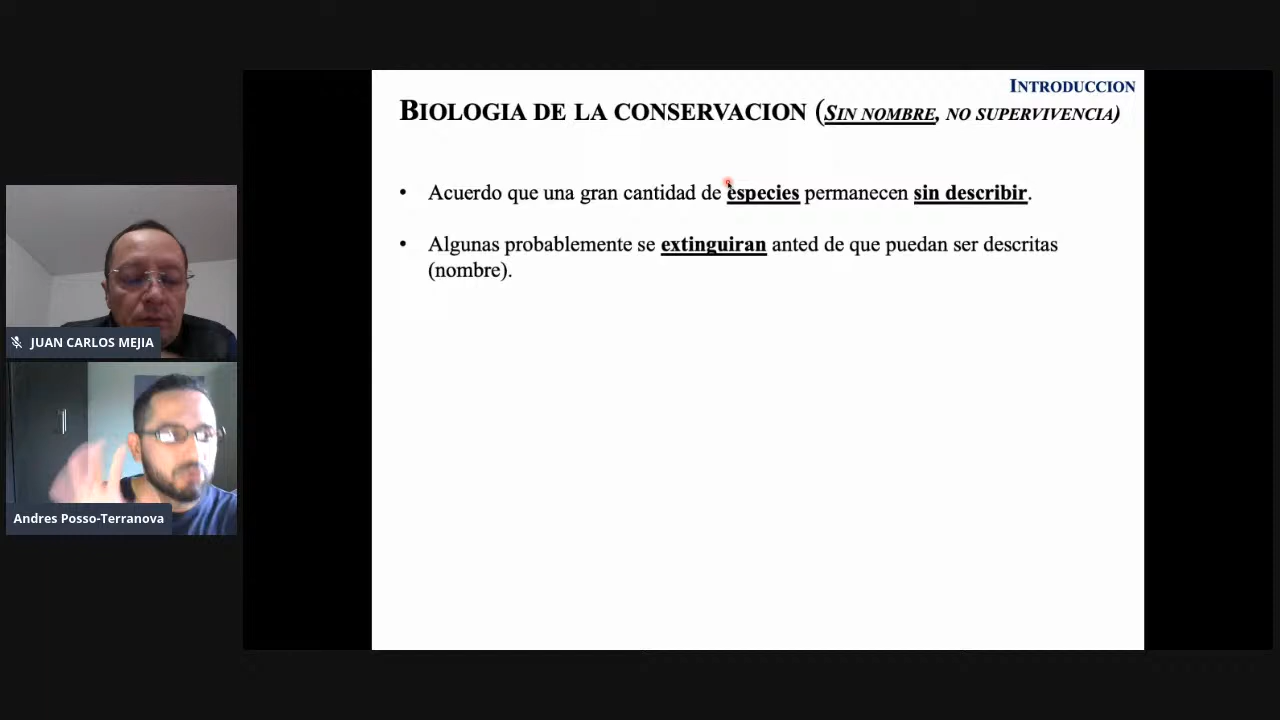 INTRODUCCION
BIOLOGIA DE LA CONSERVACION (SIN NOMBRE, NO SUPERVIVENCIA)
• Acuerdo que una gran cantidad de especies permanecen sin describir.
• Algunas probablemente se extinguiran anted de que puedan ser descritas
(nombre).
JUAN CARLOS MEJIA
Andres Posso-Terranova